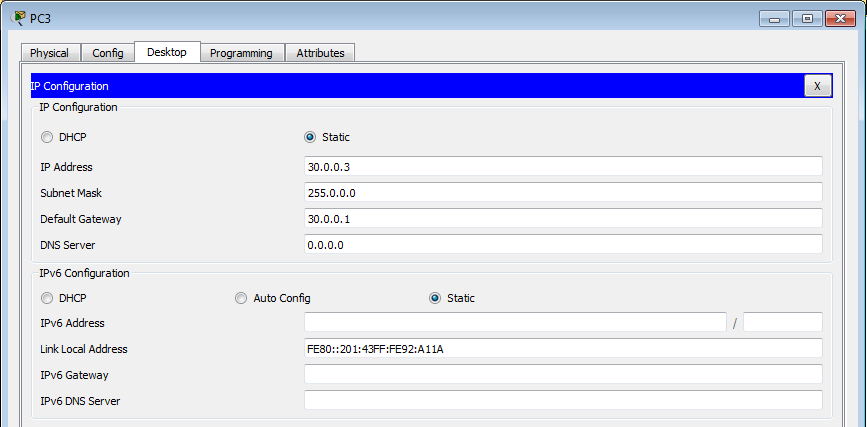 PC3
Physical Config Desktop Programming Attributes
IP Configuration X
IP Configuration
DHCP Static
IP Address 30.0.0.3
Subnet Mask 255.0.0.0
Default Gateway 30.0.0.1
DNS Server 0.0.0.0
IPv6 Configuration
DHCP Auto Config Static
IPv6 Address /
Link Local Address FE80::201:43FF:FE92:A11A
IPv6 Gateway
IPv6 DNS Server